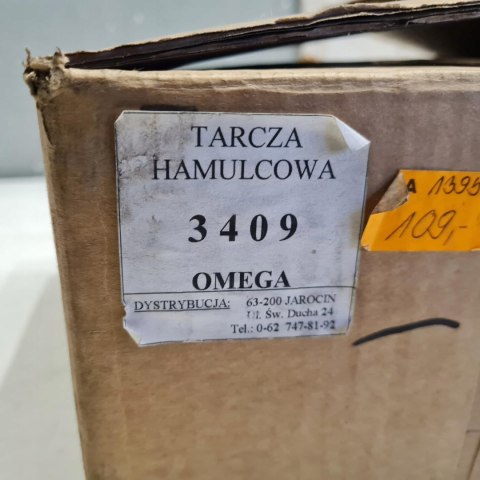 TARCZA
HAMULCOWA
3409
OMEGA
DYSTRYBUCJA: 63-200 JAROCIN
Ul. Św. Ducha 24
Tel.: 0-62 747-81-92
A 1395
109,-